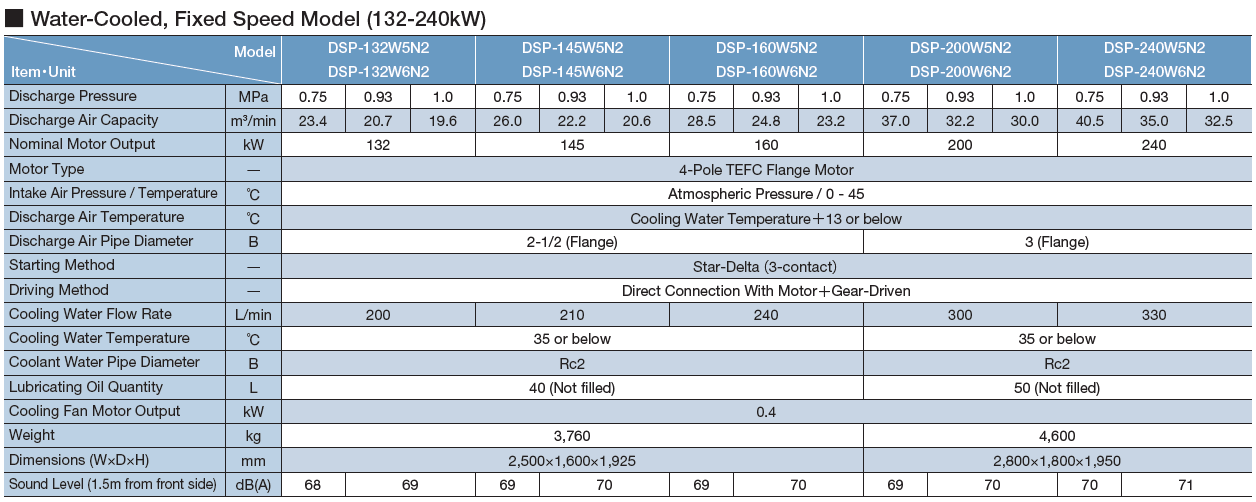 ■ Water-Cooled, Fixed Speed Model (132-240kW)
Model DSP-132W5N2 DSP-145W5N2 DSP-160W5N2 DSP-200W5N2 DSP-240W5N2
Item・Unit DSP-132W6N2 DSP-145W6N2 DSP-160W6N2 DSP-200W6N2 DSP-240W6N2
Discharge Pressure MPa 0.75 0.93 1.0 0.75 0.93 1.0 0.75 0.93 1.0 0.75 0.93 1.0 0.75 0.93 1.0
Discharge Air Capacity m³/min 23.4 20.7 19.6 26.0 22.2 20.6 28.5 24.8 23.2 37.0 32.2 30.0 40.5 35.0 32.5
Nominal Motor Output kW 132 145 160 200 240
Motor Type — 4-Pole TEFC Flange Motor
Intake Air Pressure / Temperature ℃ Atmospheric Pressure / 0 - 45
Discharge Air Temperature ℃ Cooling Water Temperature＋13 or below
Discharge Air Pipe Diameter B 2-1/2 (Flange) 3 (Flange)
Starting Method — Star-Delta (3-contact)
Driving Method — Direct Connection With Motor＋Gear-Driven
Cooling Water Flow Rate L/min 200 210 240 300 330
Cooling Water Temperature ℃ 35 or below 35 or below
Coolant Water Pipe Diameter B Rc2 Rc2
Lubricating Oil Quantity L 40 (Not filled) 50 (Not filled)
Cooling Fan Motor Output kW 0.4
Weight kg 3,760 4,600
Dimensions (W×D×H) mm 2,500×1,600×1,925 2,800×1,800×1,950
Sound Level (1.5m from front side) dB(A) 68 69 69 70 69 70 69 70 70 71